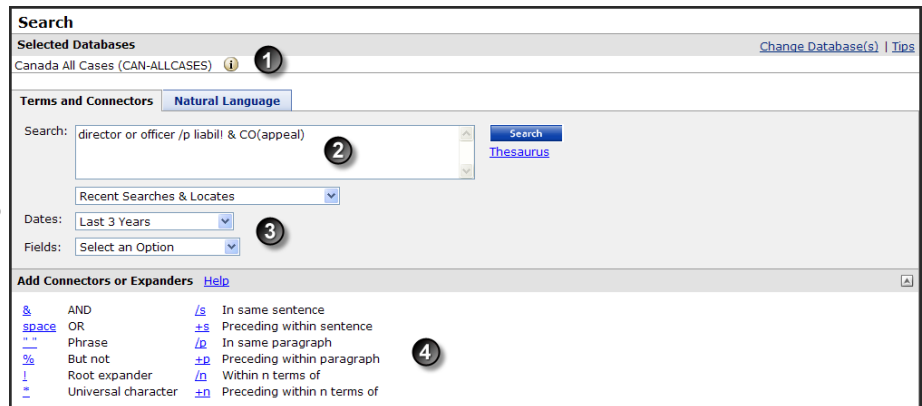 Search
Selected Databases Change Database(s) | Tips
Canada All Cases (CAN-ALLCASES) i 1
Terms and Connectors Natural Language
Search: director or officer /p liabil! & CO(appeal) 2 Search
Thesaurus
Recent Searches & Locates
Dates: Last 3 Years 3
Fields: Select an Option
Add Connectors or Expanders Help
& AND /s In same sentence
space OR +s Preceding within sentence
" " Phrase /p In same paragraph
% But not +p Preceding within paragraph 4
! Root expander /n Within n terms of
* Universal character +n Preceding within n terms of